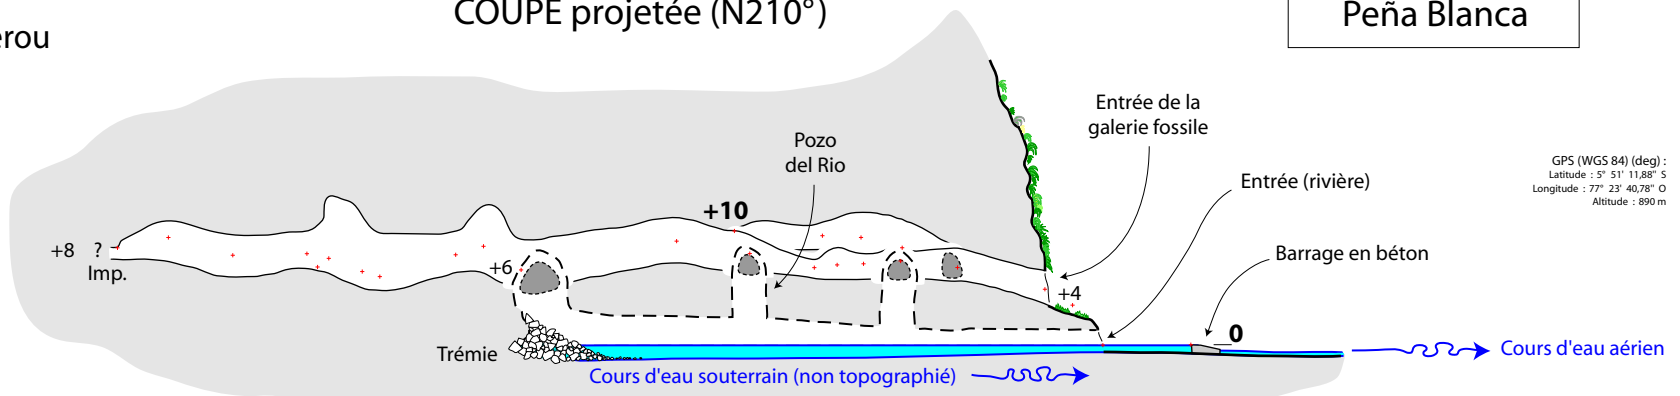 COUPE projetée (N210°)
Peña Blanca
Entrée de la
galerie fossile
Pozo
del Rio
GPS (WGS 84) (deg) :
Latitude : 5° 51' 11,88" S
Longitude : 77° 23' 40,78" O
Altitude : 890 m
Entrée (rivière)
+10
+8 ?
Imp.
Barrage en béton
+6
+4
0
Trémie
Cours d'eau aérien
Cours d'eau souterrain (non topographié)